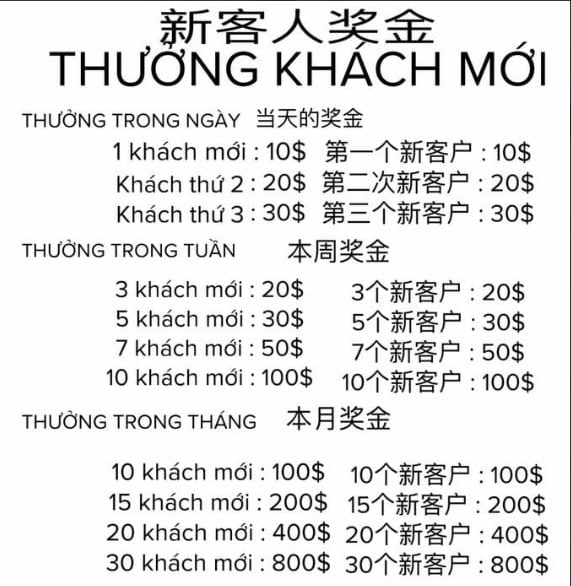 新客人奖金
THƯỞNG KHÁCH MỚI
THƯỞNG TRONG NGÀY 当天的奖金
1 khách mới : 10$ 第一个新客户 : 10$
Khách thứ 2 : 20$ 第二次新客户 : 20$
Khách thứ 3 : 30$ 第三个新客户 : 30$
THƯỞNG TRONG TUẦN 本周奖金
3 khách mới : 20$ 3个新客户 : 20$
5 khách mới : 30$ 5个新客户 : 30$
7 khách mới : 50$ 7个新客户 : 50$
10 khách mới : 100$ 10个新客户 : 100$
THƯỞNG TRONG THÁNG 本月奖金
10 khách mới : 100$ 10个新客户 : 100$
15 khách mới : 200$ 15个新客户 : 200$
20 khách mới : 400$ 20个新客户 : 400$
30 khách mới : 800$ 30个新客户 : 800$